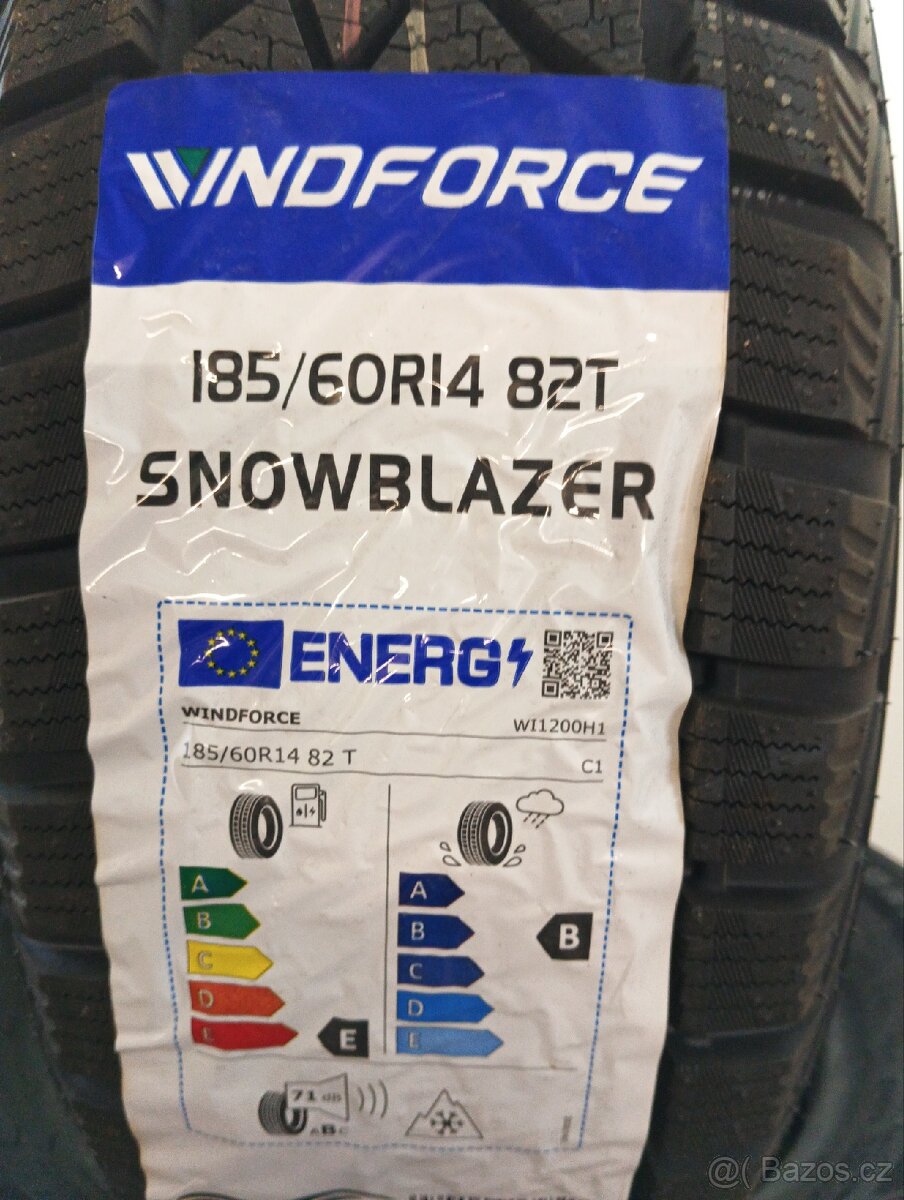 WINDFORCE
185/60R14 82T
SNOWBLAZER
ENERG
WINDFORCE WI1200H1
185/60R14 82 T C1
A A
B B B
C C
D D
E E E
71 dB
ABC
@( Bazos.cz